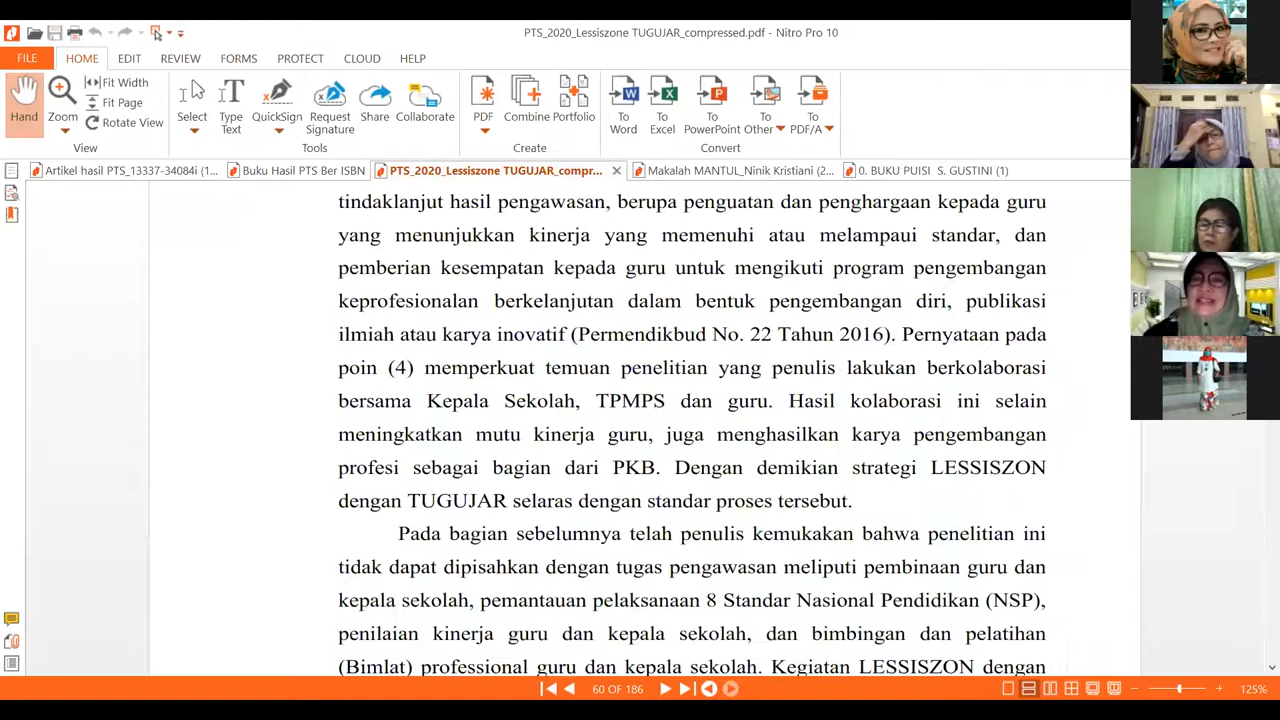 PTS_2020_Lessiszone TUGUJAR_compressed.pdf - Nitro Pro 10
FILE HOME EDIT REVIEW FORMS PROTECT CLOUD HELP
Hand
Zoom
Fit Width
Fit Page
Rotate View
View
Select
Type Text
QuickSign
Request Signature
Share
Collaborate
Tools
PDF
Combine
Portfolio
Create
To Word
To Excel
To PowerPoint
To Other
To PDF/A
Convert
Artikel hasil PTS_13337-34084i (1...
Buku Hasil PTS Ber ISBN
PTS_2020_Lessiszone TUGUJAR_compr...
Makalah MANTUL_Ninik Kristiani (2...
0. BUKU PUISI S. GUSTINI (1)
tindaklanjut hasil pengawasan, berupa penguatan dan penghargaan kepada guru
yang menunjukkan kinerja yang memenuhi atau melampaui standar, dan
pemberian kesempatan kepada guru untuk mengikuti program pengembangan
keprofesionalan berkelanjutan dalam bentuk pengembangan diri, publikasi
ilmiah atau karya inovatif (Permendikbud No. 22 Tahun 2016). Pernyataan pada
poin (4) memperkuat temuan penelitian yang penulis lakukan berkolaborasi
bersama Kepala Sekolah, TPMPS dan guru. Hasil kolaborasi ini selain
meningkatkan mutu kinerja guru, juga menghasilkan karya pengembangan
profesi sebagai bagian dari PKB. Dengan demikian strategi LESSISZON
dengan TUGUJAR selaras dengan standar proses tersebut.
Pada bagian sebelumnya telah penulis kemukakan bahwa penelitian ini
tidak dapat dipisahkan dengan tugas pengawasan meliputi pembinaan guru dan
kepala sekolah, pemantauan pelaksanaan 8 Standar Nasional Pendidikan (NSP),
penilaian kinerja guru dan kepala sekolah, dan bimbingan dan pelatihan
(Bimlat) professional guru dan kepala sekolah. Kegiatan LESSISZON dengan
60 OF 186
125%